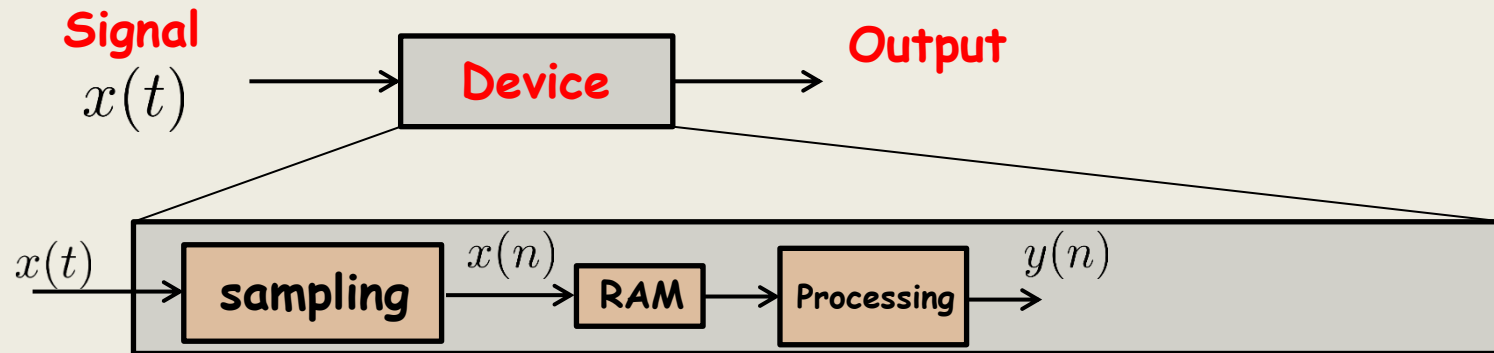 Signal
x(t)
Device
Output
x(t)
sampling
x(n)
RAM
Processing
y(n)